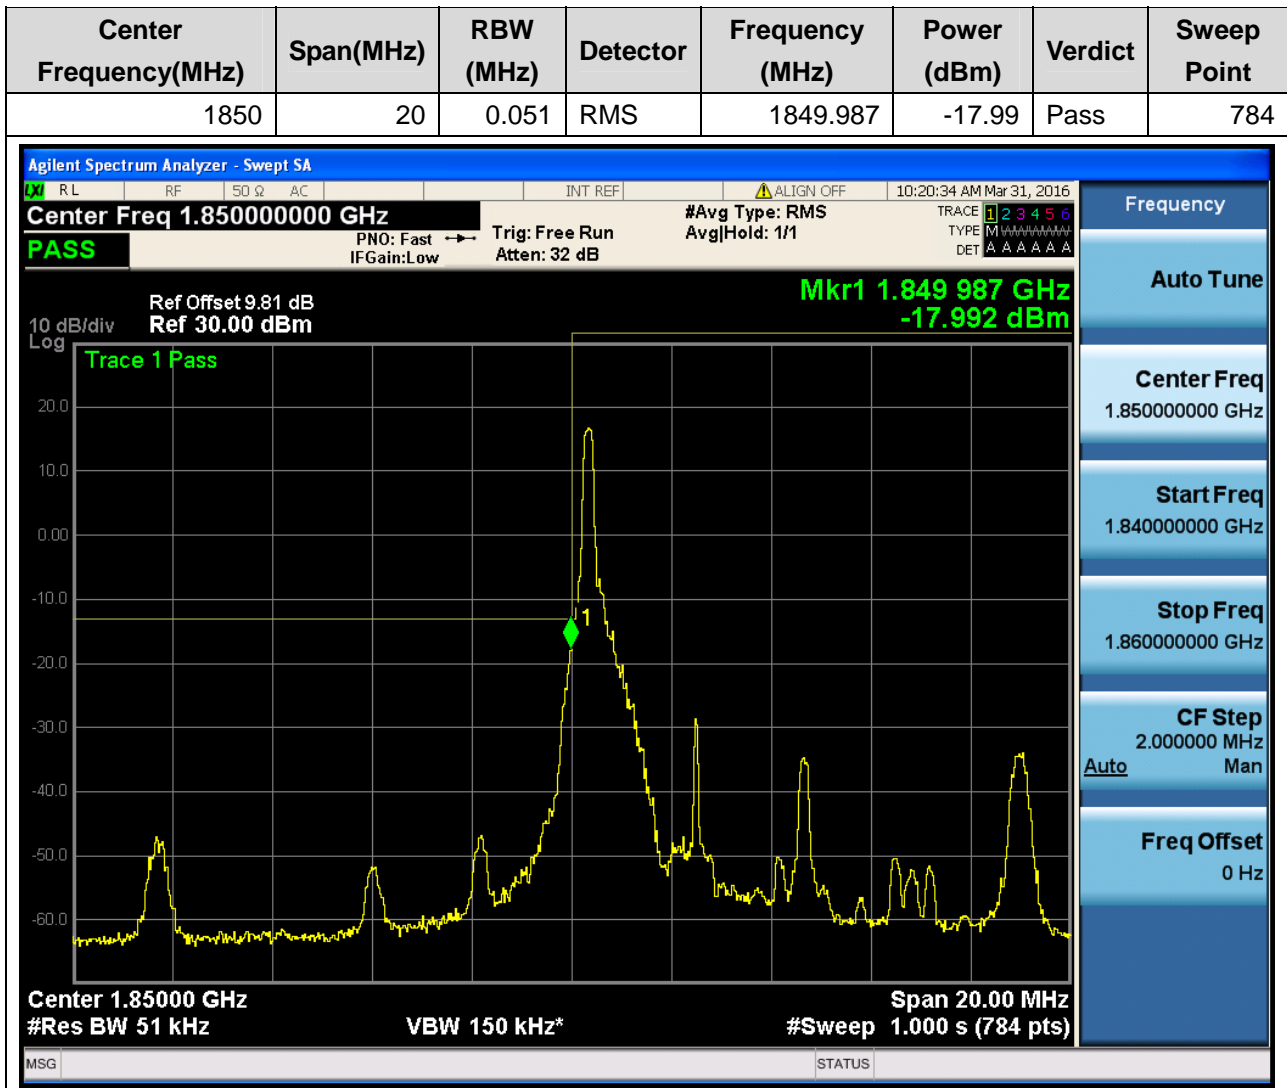 Center Frequency(MHz) Span(MHz) RBW (MHz) Detector Frequency (MHz) Power (dBm) Verdict Sweep Point
1850 20 0.051 RMS 1849.987 -17.99 Pass 784
Agilent Spectrum Analyzer - Swept SA
LXI RL RF 50 Ω AC INT REF ALIGN OFF 10:20:34 AM Mar 31, 2016
Center Freq 1.850000000 GHz
PASS
PNO: Fast
IFGain:Low
Trig: Free Run
Atten: 32 dB
#Avg Type: RMS
Avg|Hold: 1/1
TRACE 1 2 3 4 5 6
TYPE M WWWWW
DET A A A A A A
Mkr1 1.849 987 GHz
-17.992 dBm
Ref Offset 9.81 dB
10 dB/div Ref 30.00 dBm
Log
Trace 1 Pass
20.0
10.0
0.00
-10.0
1
-20.0
-30.0
-40.0
-50.0
-60.0
Center 1.85000 GHz Span 20.00 MHz
#Res BW 51 kHz VBW 150 kHz* #Sweep 1.000 s (784 pts)
MSG STATUS
Frequency
Auto Tune
Center Freq
1.850000000 GHz
Start Freq
1.840000000 GHz
Stop Freq
1.860000000 GHz
CF Step
2.000000 MHz
Auto Man
Freq Offset
0 Hz